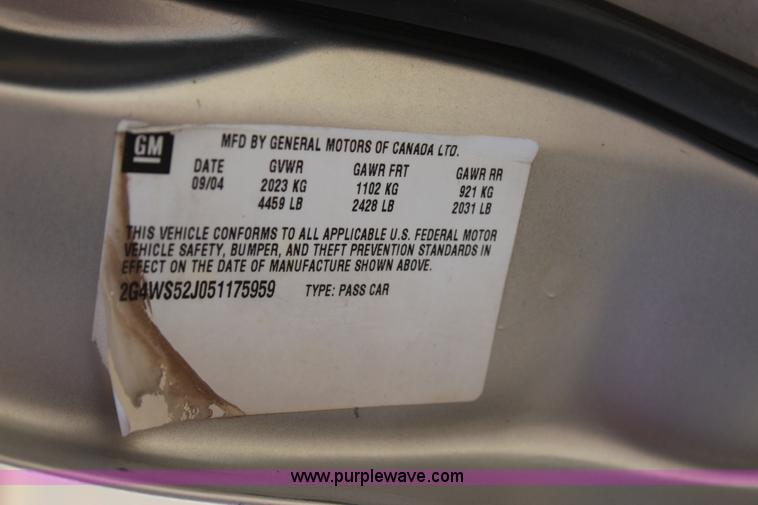 GM
MFD BY GENERAL MOTORS OF CANADA LTD.
DATE GVWR GAWR FRT GAWR RR
09/04 2023 KG 1102 KG 921 KG
4459 LB 2428 LB 2031 LB
THIS VEHICLE CONFORMS TO ALL APPLICABLE U.S. FEDERAL MOTOR
VEHICLE SAFETY, BUMPER, AND THEFT PREVENTION STANDARDS IN
EFFECT ON THE DATE OF MANUFACTURE SHOWN ABOVE.
2G4WS52J051175959 TYPE: PASS CAR
www.purplewave.com